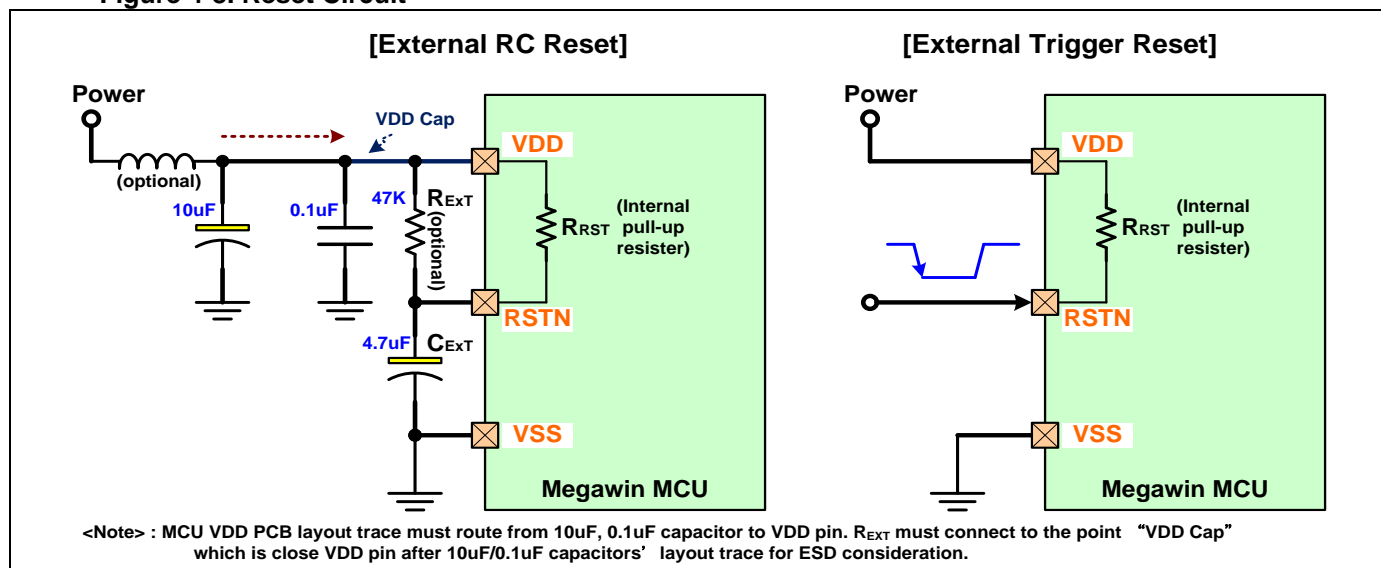 [External RC Reset]
[External Trigger Reset]
Power
VDD Cap
VDD
(optional)
10uF
0.1uF
47K
REXT
(optional)
RRST
(Internal
pull-up
resister)
RSTN
4.7uF
CEXT
VSS
Megawin MCU
Power
VDD
RRST
(Internal
pull-up
resister)
RSTN
VSS
Megawin MCU
<Note> : MCU VDD PCB layout trace must route from 10uF, 0.1uF capacitor to VDD pin. REXT must connect to the point “VDD Cap”
which is close VDD pin after 10uF/0.1uF capacitors’ layout trace for ESD consideration.